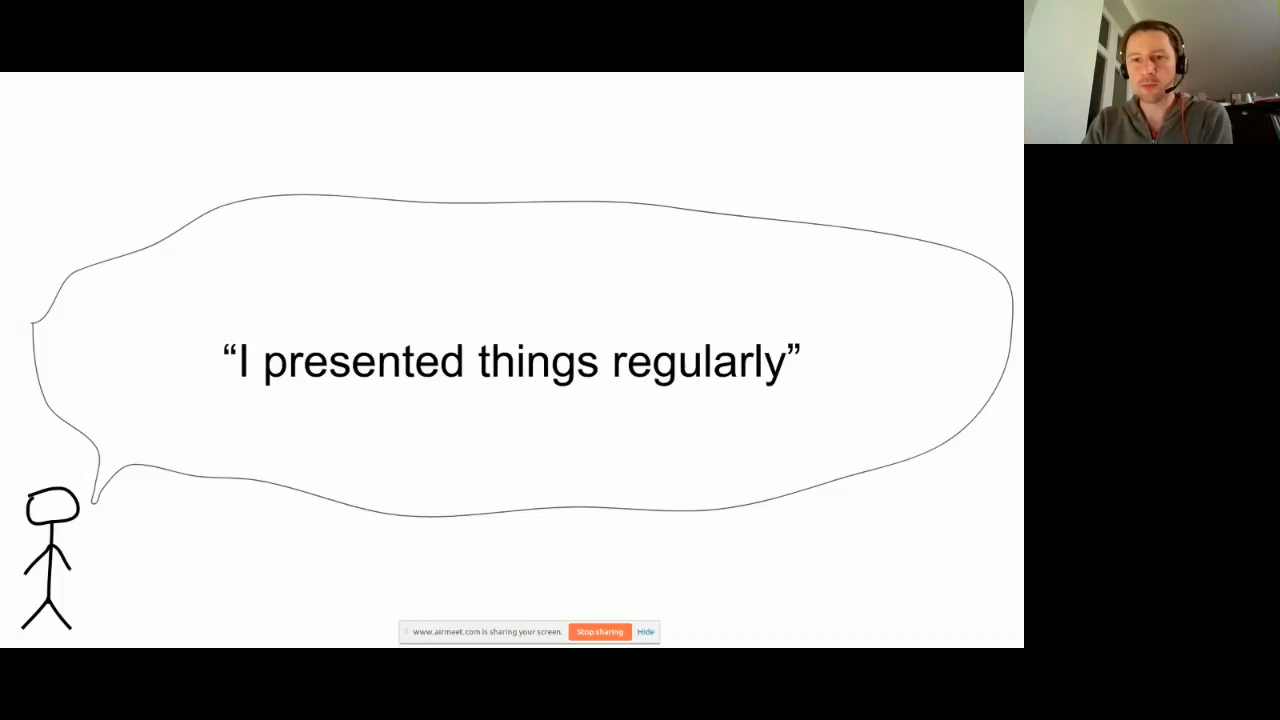 “I presented things regularly”
www.airmeet.com is sharing your screen. Stop sharing Hide